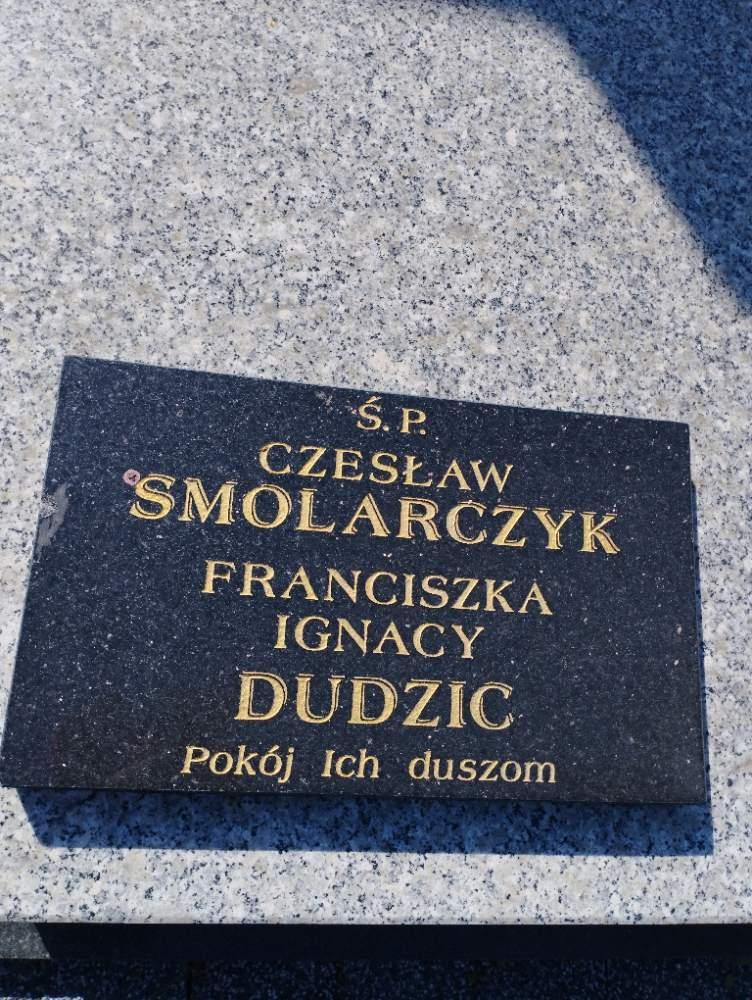 Ś. P.
CZESŁAW
SMOLARCZYK
FRANCISZKA
IGNACY
DUDZIC
Pokój Ich duszom